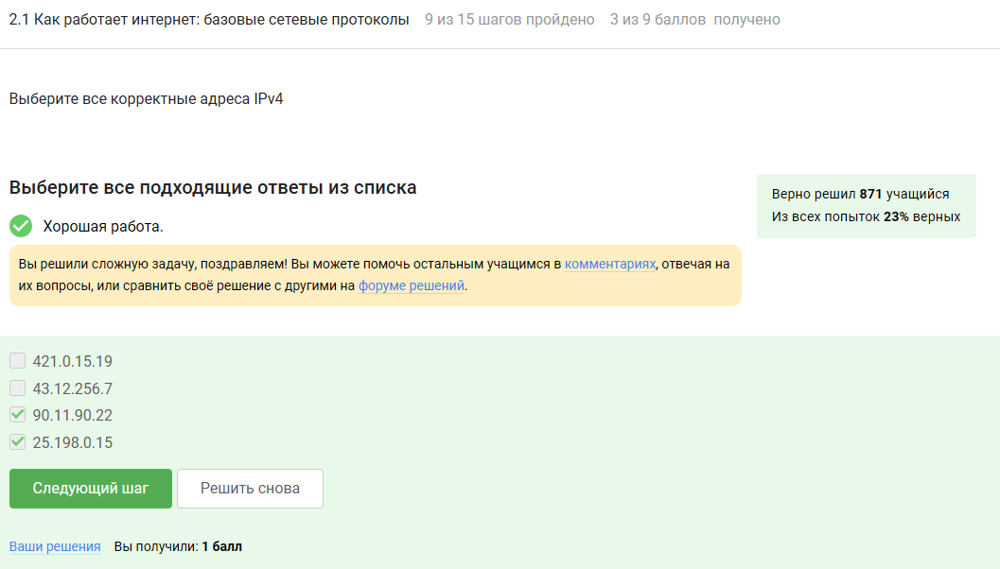 2.1 Как работает интернет: базовые сетевые протоколы 9 из 15 шагов пройдено 3 из 9 баллов получено
Выберите все корректные адреса IPv4
Выберите все подходящие ответы из списка
Верно решил 871 учащийся
Из всех попыток 23% верных
Хорошая работа.
Вы решили сложную задачу, поздравляем! Вы можете помочь остальным учащимся в комментариях, отвечая на
их вопросы, или сравнить своё решение с другими на форуме решений.
421.0.15.19
43.12.256.7
90.11.90.22
25.198.0.15
Следующий шаг Решить снова
Ваши решения Вы получили: 1 балл